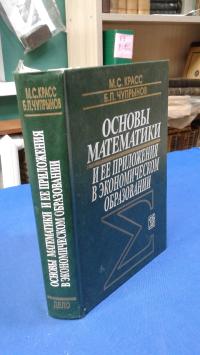 М.С. КРАСС
Б.П. ЧУПРЫНОВ
ОСНОВЫ МАТЕМАТИКИ И ЕЕ ПРИЛОЖЕНИЯ
В ЭКОНОМИЧЕСКОМ ОБРАЗОВАНИИ
ДЕЛО
М.С. КРАСС
Б.П. ЧУПРЫНОВ
ОСНОВЫ
МАТЕМАТИКИ
И ЕЕ ПРИЛОЖЕНИЯ
В ЭКОНОМИЧЕСКОМ
ОБРАЗОВАНИИ